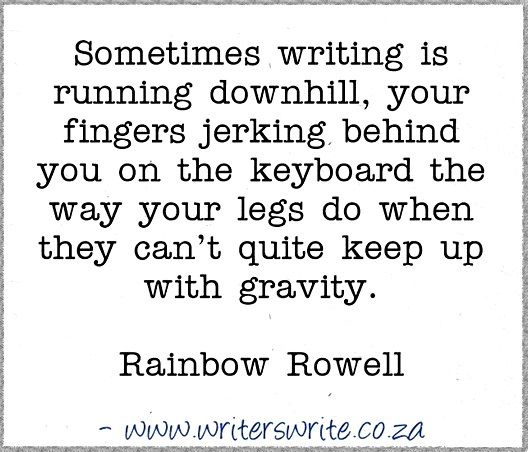 Sometimes writing is
running downhill, your
fingers jerking behind
you on the keyboard the
way your legs do when
they can't quite keep up
with gravity.
Rainbow Rowell
- www.writerswrite.co.za